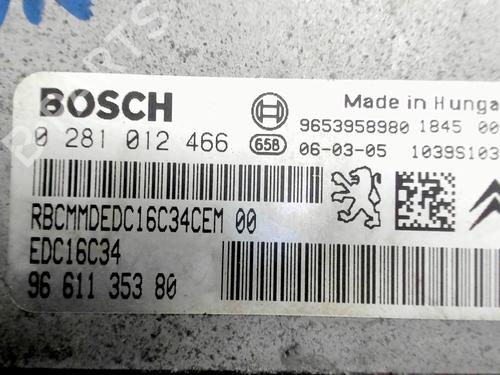 BOSCH
Made in Hunga
0 281 012 466
658
9653958980 1845 00
06-03-05 1039S103
RBCMMDEDC16C34CEM 00
EDC16C34
96 611 353 80